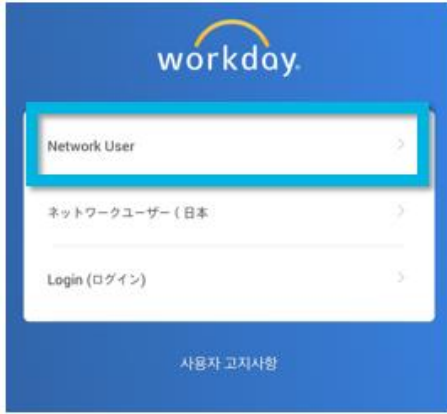 workday.
Network User
ネットワークユーザー ( 日本
Login (ログイン)
사용자 고지사항